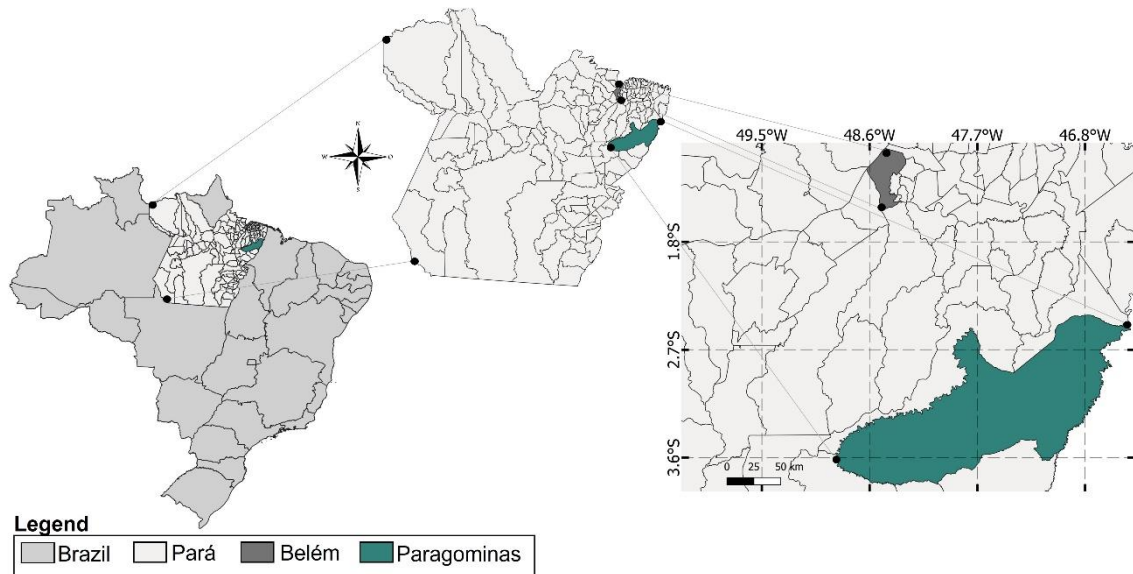 N
W O
S
49.5°W 48.6°W 47.7°W 46.8°W
1.8°S
2.7°S
3.6°S
0 25 50 km
Legend
Brazil Pará Belém Paragominas